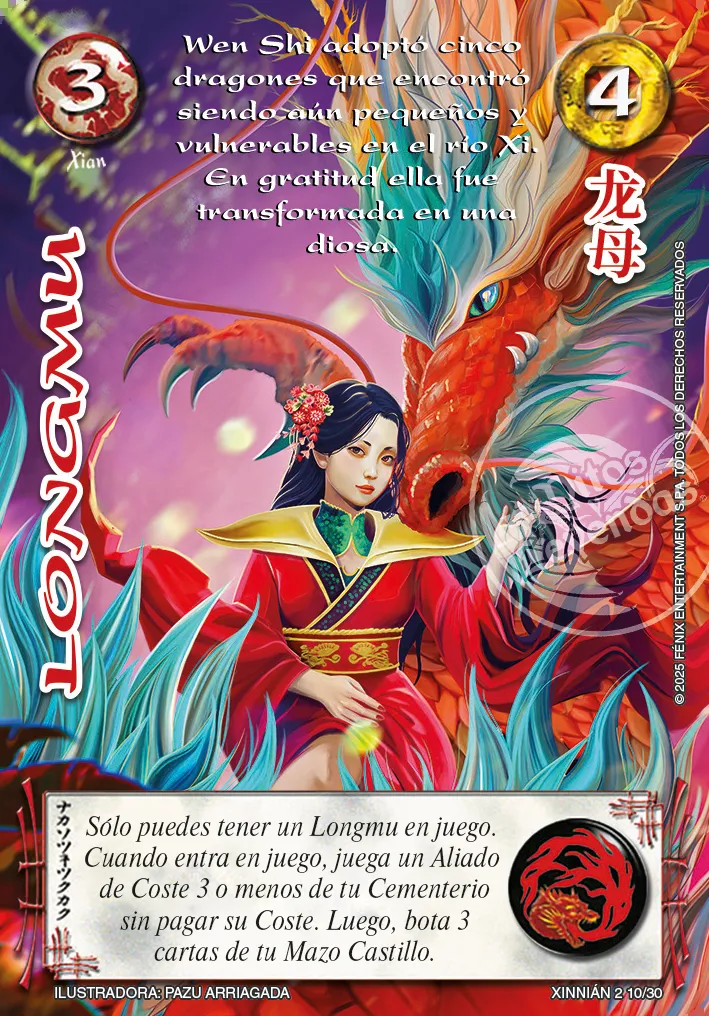 Wen Shi adoptó cinco
dragones que encontró
siendo aún pequeños y
vulnerables en el río Xi.
En gratitud ella fue
transformada en una
diosa.
3
Xian
4
龙母
LONGMU
© 2025 FÉNIX ENTERTAINMENT S.P.A. TODOS LOS DERECHOS RESERVADOS
mitos
leyendas
Sólo puedes tener un Longmu en juego.
Cuando entra en juego, juega un Aliado
de Coste 3 o menos de tu Cementerio
sin pagar su Coste. Luego, bota 3
cartas de tu Mazo Castillo.
ILUSTRADORA: PAZU ARRIAGADA
XINNIÁN 2 10/30